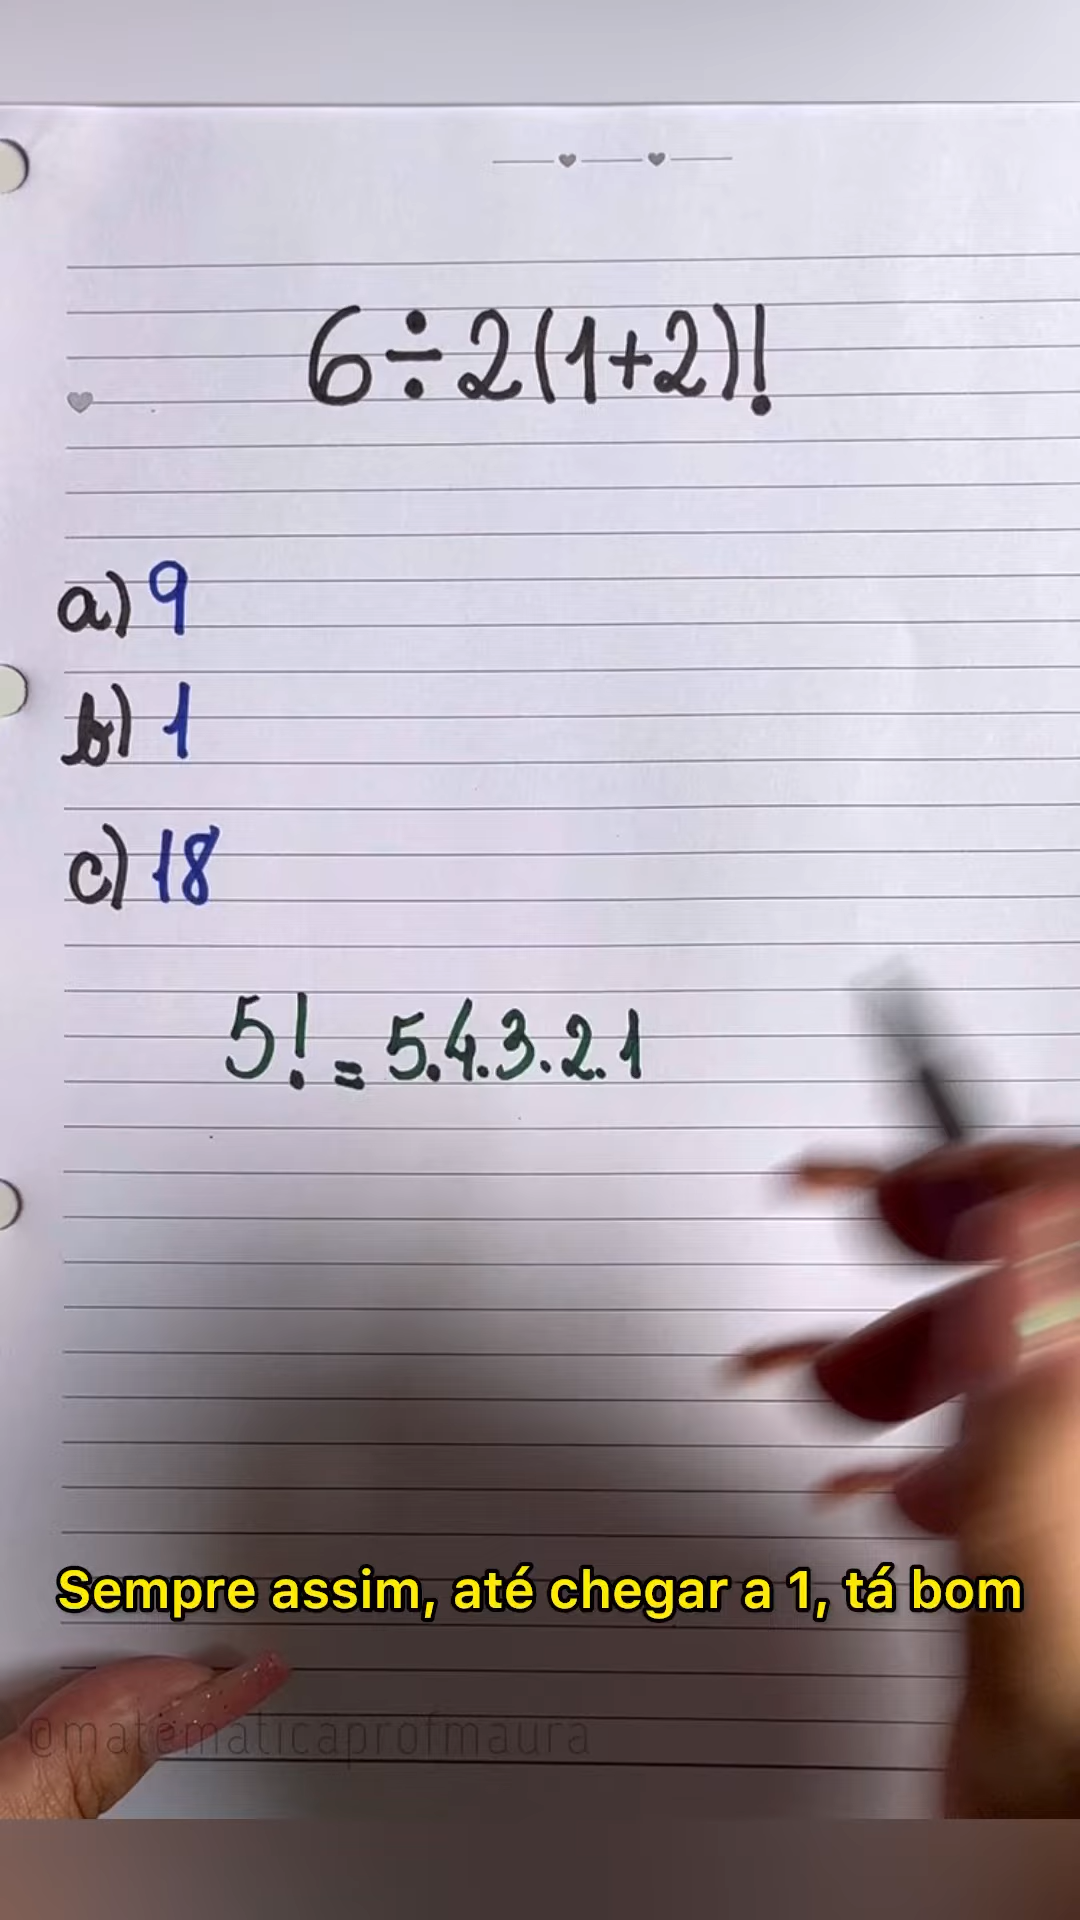 6÷2(1+2)!
a) 9
b) 1
c) 18
5! = 5.4.3.2.1
Sempre assim, até chegar a 1, tá bom
@matematicaprofmaura